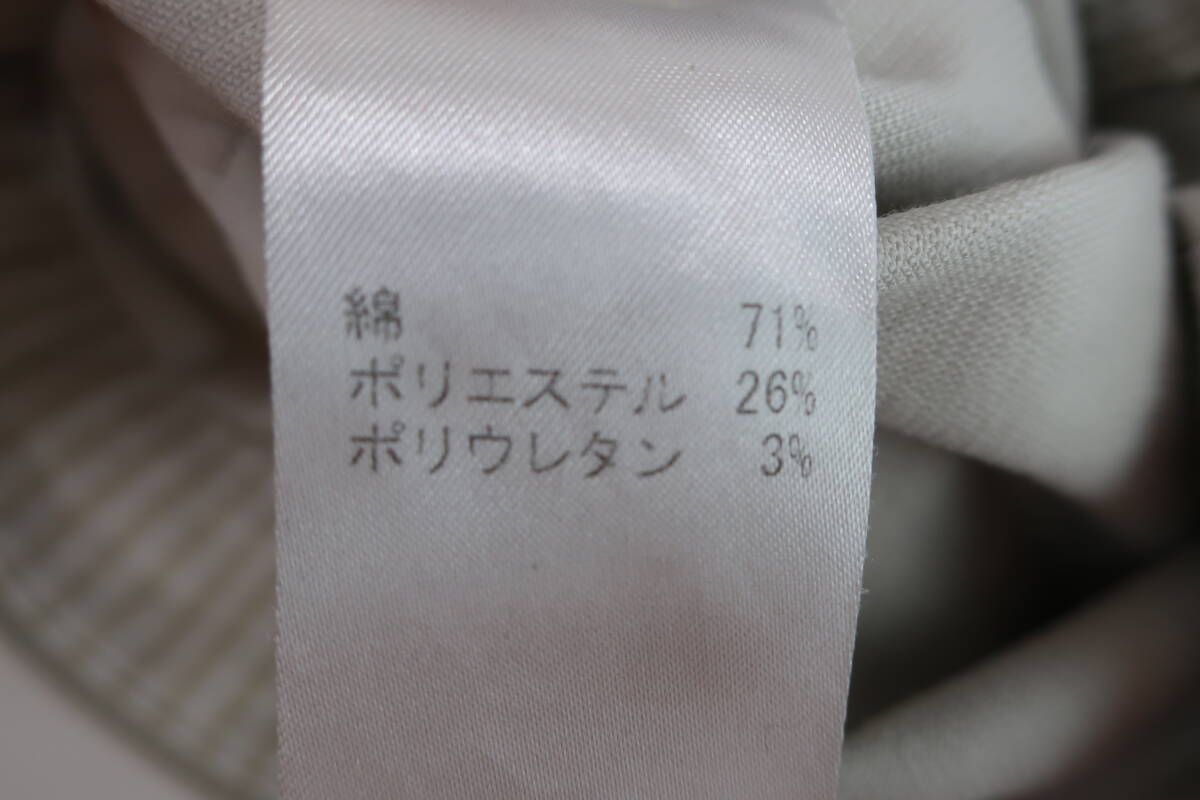 綿 71%
ポリエステル 26%
ポリウレタン 3%